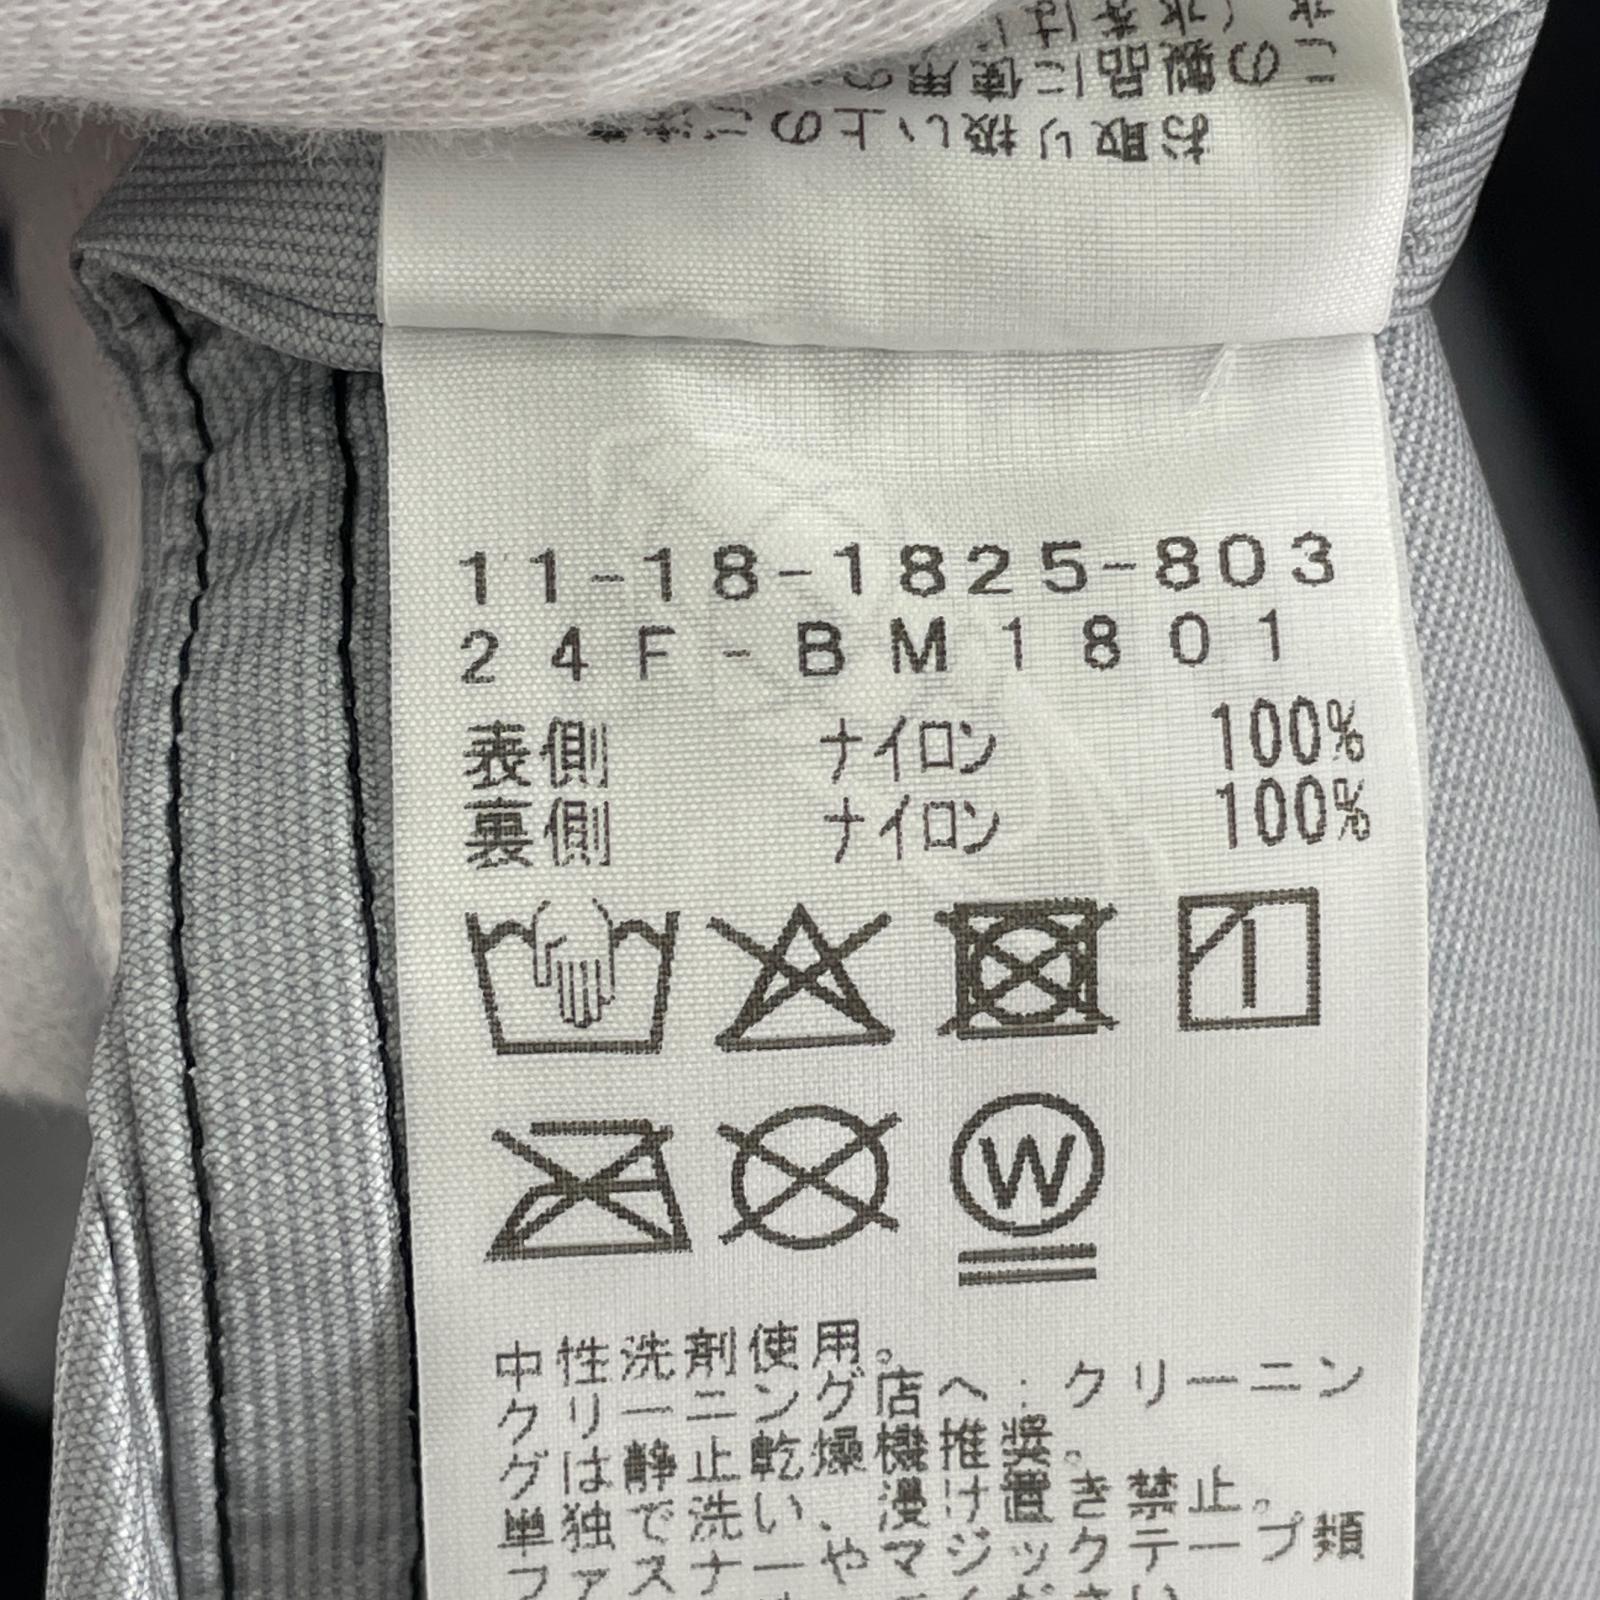 この製品に使用の
お取り扱い上のご注
11-18-1825-803
24F-BM1801
表側 ナイロン 100%
裏側 ナイロン 100%
W
中性洗剤使用。
クリーニング店へ：クリーニン
グは静止乾燥機推奨。
単独で洗い、浸け置き禁止。
ファスナーやマジックテープ類